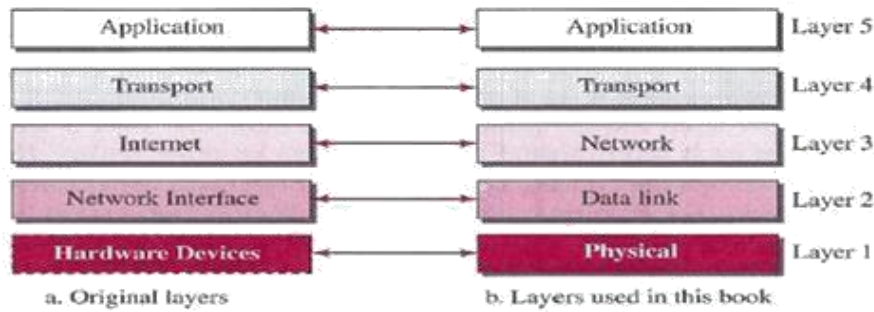 Application Application Layer 5
Transport Transport Layer 4
Internet Network Layer 3
Network Interface Data link Layer 2
Hardware Devices Physical Layer 1
a. Original layers b. Layers used in this book